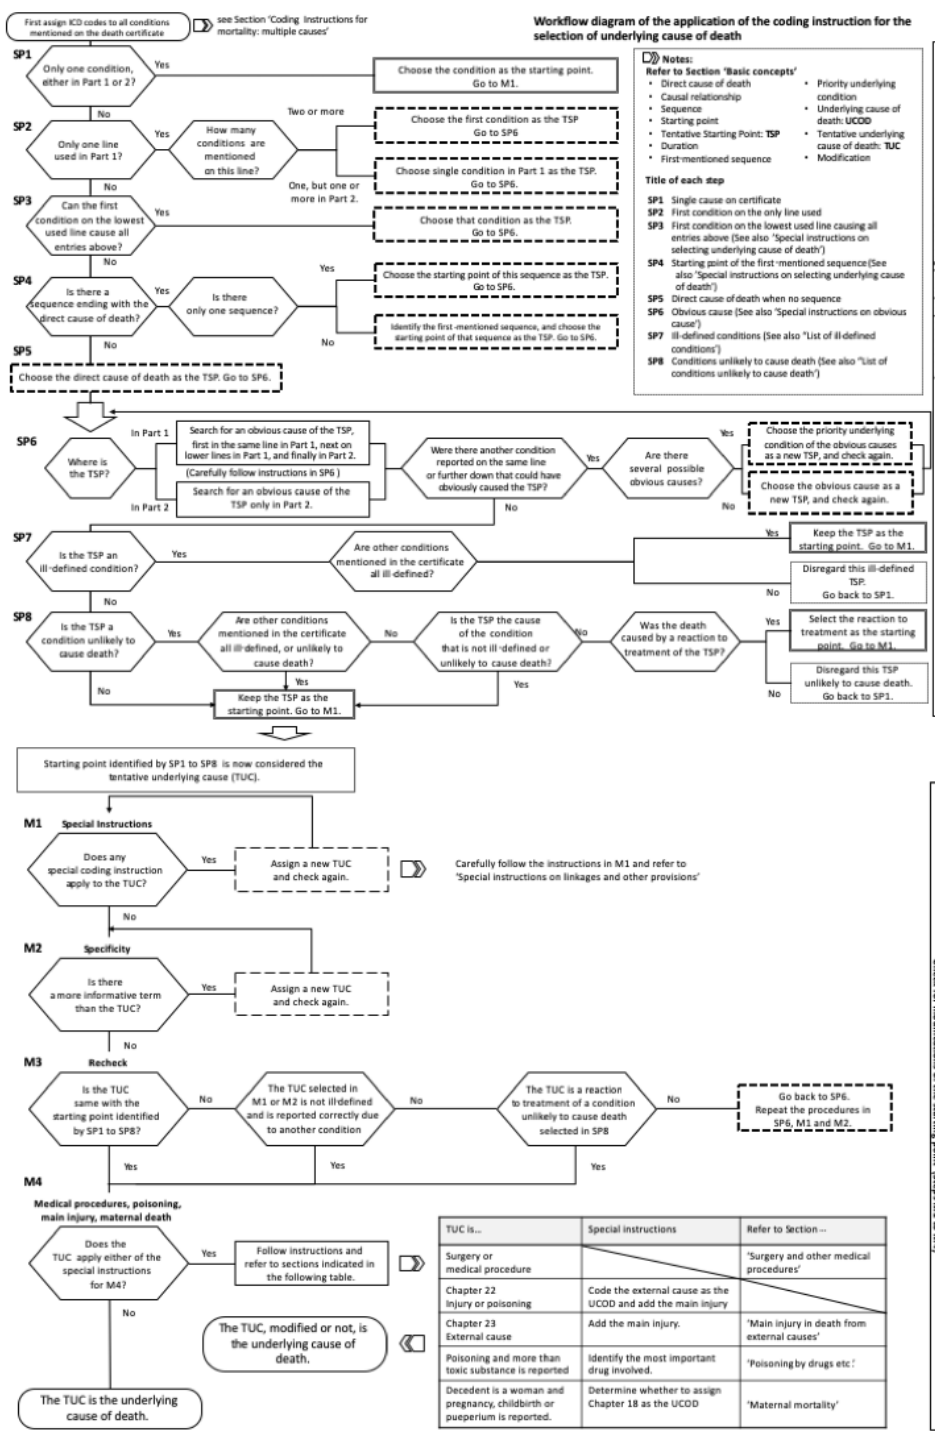 First assign ICD codes to all conditions
mentioned on the death certificate
see Section 'Coding Instructions for
mortality: multiple causes'
Workflow diagram of the application of the coding instruction for the
selection of underlying cause of death
SP1
Only one condition,
either in Part 1 or 2?
Yes
Choose the condition as the starting point.
Go to M1.
No
SP2
Only one line
used in Part 1?
Yes
How many
conditions are
mentioned
on this line?
Two or more
Choose the first condition as the TSP
Go to SP6
One, but one or
more in Part 2.
Choose single condition in Part 1 as the TSP.
Go to SP6.
No
SP3
Can the first
condition on the lowest
used line cause all
entries above?
Yes
Choose that condition as the TSP.
Go to SP6.
No
SP4
Is there a
sequence ending with the
direct cause of death?
Yes
Is there
only one sequence?
Yes
Choose the starting point of this sequence as the TSP.
Go to SP6.
No
Identify the first-mentioned sequence, and choose the
starting point of that sequence as the TSP. Go to SP6.
No
SP5
Choose the direct cause of death as the TSP. Go to SP6.
Notes:
Refer to Section 'Basic concepts'
• Direct cause of death
• Causal relationship
• Sequence
• Starting point
• Tentative Starting Point: TSP
• Duration
• First-mentioned sequence
• Priority underlying
condition
• Underlying cause of
death: UCOD
• Tentative underlying
cause of death: TUC
• Modification
Title of each step
SP1 Single cause on certificate
SP2 First condition on the only line used
SP3 First condition on the lowest used line causing all
entries above (See also 'Special instructions on
selecting underlying cause of death')
SP4 Starting point of the first-mentioned sequence (See
also 'Special instructions on selecting underlying cause
of death')
SP5 Direct cause of death when no sequence
SP6 Obvious cause (See also 'Special instructions on obvious
cause')
SP7 Ill-defined conditions (See also "List of ill-defined
conditions')
SP8 Conditions unlikely to cause death (See also "List of
conditions unlikely to cause death')
SP6
Where is
the TSP?
In Part 1
Search for an obvious cause of the TSP,
first in the same line in Part 1, next on
lower lines in Part 1, and finally in Part 2.
(Carefully follow instructions in SP6 )
In Part 2
Search for an obvious cause of the
TSP only in Part 2.
Were there another condition
reported on the same line
or further down that could have
obviously caused the TSP?
Yes
Are there
several possible
obvious causes?
Yes
Choose the priority underlying
condition of the obvious causes
as a new TSP, and check again.
No
Choose the obvious cause as a
new TSP, and check again.
No
SP7
Is the TSP an
ill-defined condition?
Yes
Are other conditions
mentioned in the certificate
all ill-defined?
Yes
Keep the TSP as the
starting point. Go to M1.
No
Disregard this ill-defined
TSP.
Go back to SP1.
No
SP8
Is the TSP a
condition unlikely to
cause death?
Yes
Are other conditions
mentioned in the certificate
all ill-defined, or unlikely to
cause death?
No
Is the TSP the cause
of the condition
that is not ill-defined or
unlikely to cause death?
No
Was the death
caused by a reaction to
treatment of the TSP?
Yes
Select the reaction to
treatment as the starting
point. Go to M1.
No
Disregard this TSP
unlikely to cause death.
Go back to SP1.
No
Yes
Yes
Keep the TSP as the
starting point. Go to M1.
Starting point identified by SP1 to SP8 is now considered the
tentative underlying cause (TUC).
M1 Special Instructions
Does any
special coding instruction
apply to the TUC?
Yes
Assign a new TUC
and check again.
Carefully follow the instructions in M1 and refer to
'Special instructions on linkages and other provisions'
No
M2 Specificity
Is there
a more informative term
than the TUC?
Yes
Assign a new TUC
and check again.
No
M3 Recheck
Is the TUC
same with the
starting point identified
by SP1 to SP8?
No
The TUC selected in
M1 or M2 is not ill-defined
and is reported correctly due
to another condition
No
The TUC is a reaction
to treatment of a condition
unlikely to cause death
selected in SP8
No
Go back to SP6.
Repeat the procedures in
SP6, M1 and M2.
Yes
Yes
Yes
M4
Medical procedures, poisoning,
main injury, maternal death
Does the
TUC apply either of the
special instructions
for M4?
Yes
Follow instructions and
refer to sections indicated in
the following table.
No
The TUC, modified or not, is
the underlying cause of
death.
The TUC is the underlying
cause of death.
TUC is... Special instructions Refer to Section ...
Surgery or
medical procedure
'Surgery and other medical
procedures'
Chapter 22
Injury or poisoning
Code the external cause as the
UCOD and add the main injury
Chapter 23
External cause
Add the main injury.
'Main injury in death from
external causes'
Poisoning and more than
toxic substance is reported
Identify the most important
drug involved.
'Poisoning by drugs etc.'
Decedent is a woman and
pregnancy, childbirth or
pueperium is reported.
Determine whether to assign
Chapter 18 as the UCOD
'Maternal mortality'